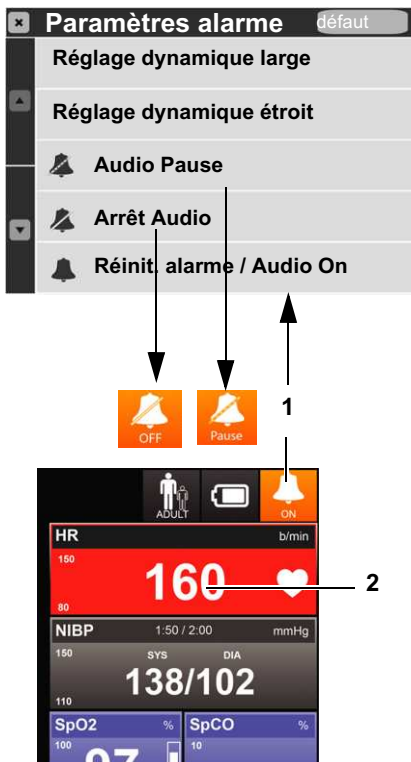 Paramètres alarme défaut
Réglage dynamique large
Réglage dynamique étroit
Audio Pause
Arrêt Audio
Réinit. alarme / Audio On
OFF
Pause
1
ADULT
ON
HR b/min
150
160
80
2
NIBP 1:50 / 2:00 mmHg
150
SYS DIA
138/102
110
SpO2 % SpCO %
100 10
97